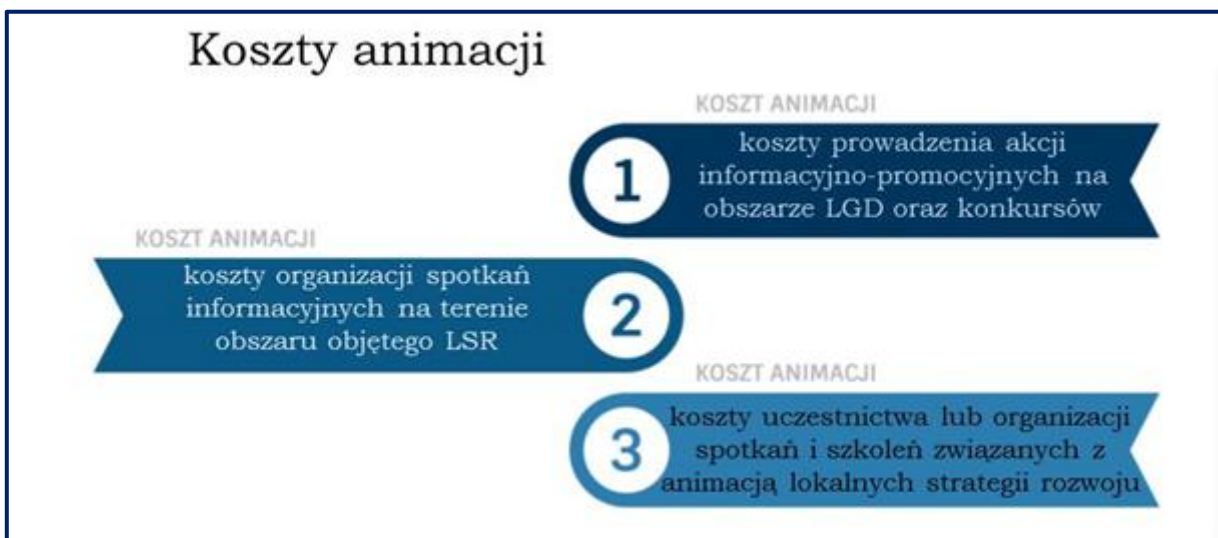 Koszty animacji
KOSZT ANIMACJI
1
koszty prowadzenia akcji
informacyjno-promocyjnych na
obszarze LGD oraz konkursów
KOSZT ANIMACJI
koszty organizacji spotkań
informacyjnych na terenie
obszaru objętego LSR
2
KOSZT ANIMACJI
3
koszty uczestnictwa lub organizacji
spotkań i szkoleń związanych z
animacją lokalnych strategii rozwoju